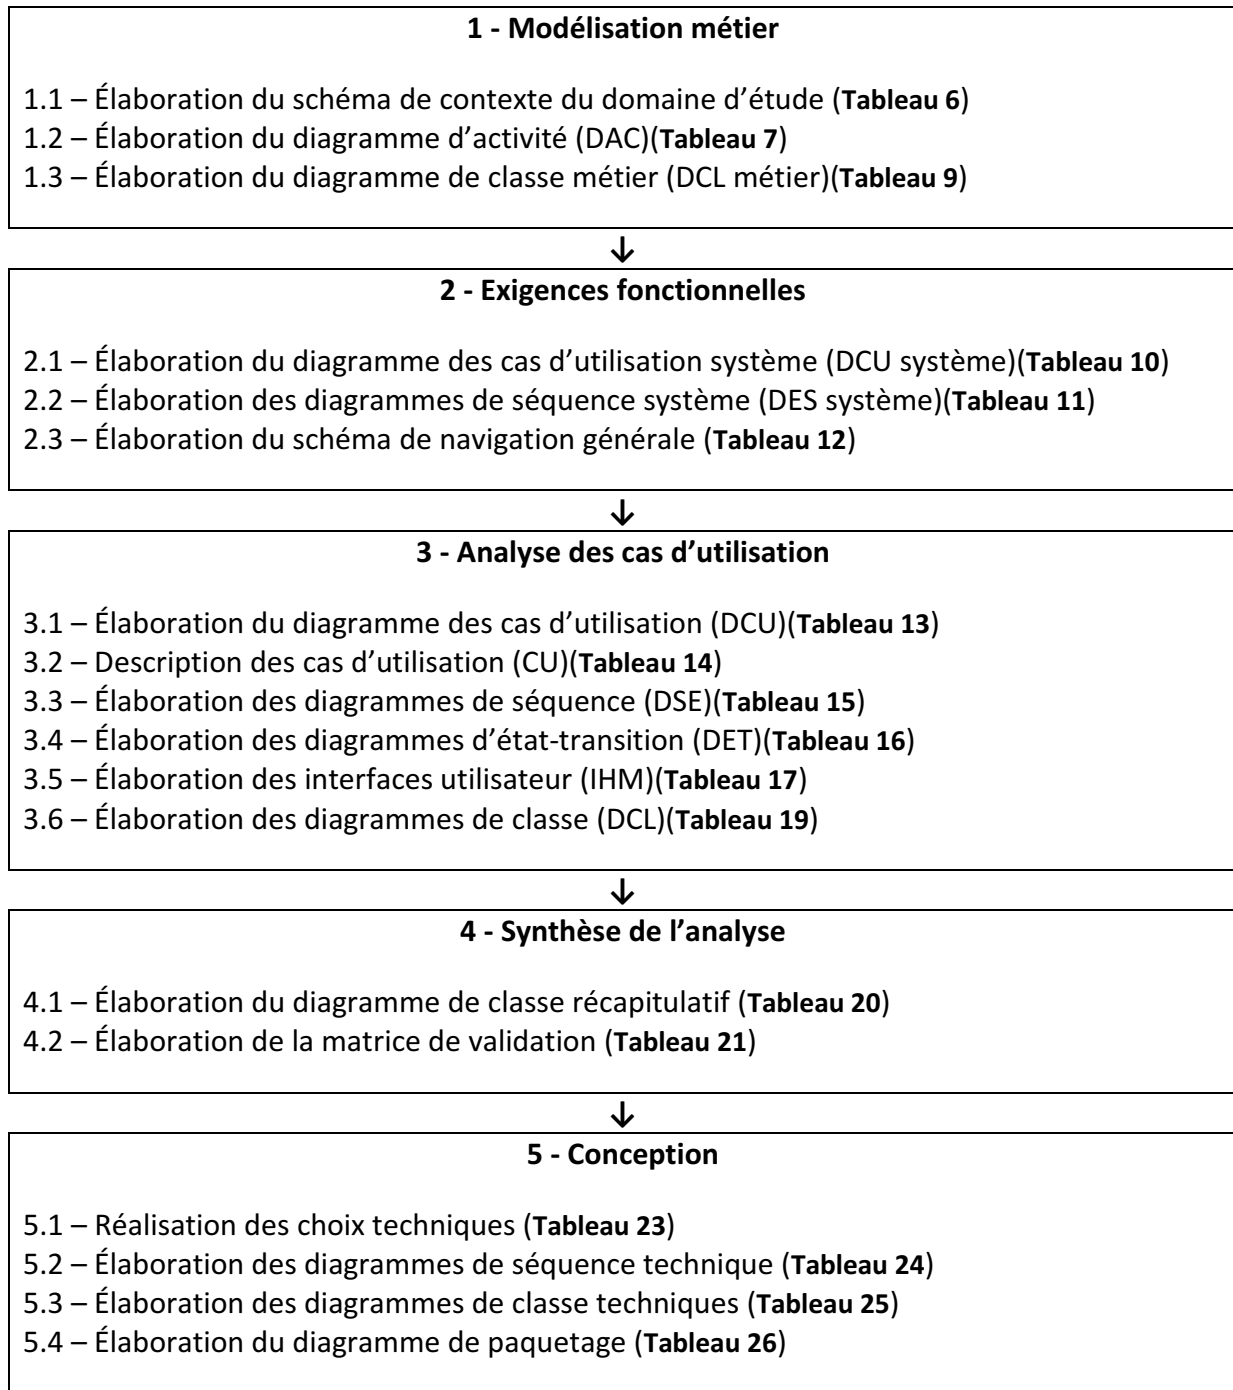 1 - Modélisation métier
1.1 – Élaboration du schéma de contexte du domaine d’étude (Tableau 6)
1.2 – Élaboration du diagramme d’activité (DAC)(Tableau 7)
1.3 – Élaboration du diagramme de classe métier (DCL métier)(Tableau 9)
↓
2 - Exigences fonctionnelles
2.1 – Élaboration du diagramme des cas d’utilisation système (DCU système)(Tableau 10)
2.2 – Élaboration des diagrammes de séquence système (DES système)(Tableau 11)
2.3 – Élaboration du schéma de navigation générale (Tableau 12)
↓
3 - Analyse des cas d’utilisation
3.1 – Élaboration du diagramme des cas d’utilisation (DCU)(Tableau 13)
3.2 – Description des cas d’utilisation (CU)(Tableau 14)
3.3 – Élaboration des diagrammes de séquence (DSE)(Tableau 15)
3.4 – Élaboration des diagrammes d’état-transition (DET)(Tableau 16)
3.5 – Élaboration des interfaces utilisateur (IHM)(Tableau 17)
3.6 – Élaboration des diagrammes de classe (DCL)(Tableau 19)
↓
4 - Synthèse de l’analyse
4.1 – Élaboration du diagramme de classe récapitulatif (Tableau 20)
4.2 – Élaboration de la matrice de validation (Tableau 21)
↓
5 - Conception
5.1 – Réalisation des choix techniques (Tableau 23)
5.2 – Élaboration des diagrammes de séquence technique (Tableau 24)
5.3 – Élaboration des diagrammes de classe techniques (Tableau 25)
5.4 – Élaboration du diagramme de paquetage (Tableau 26)